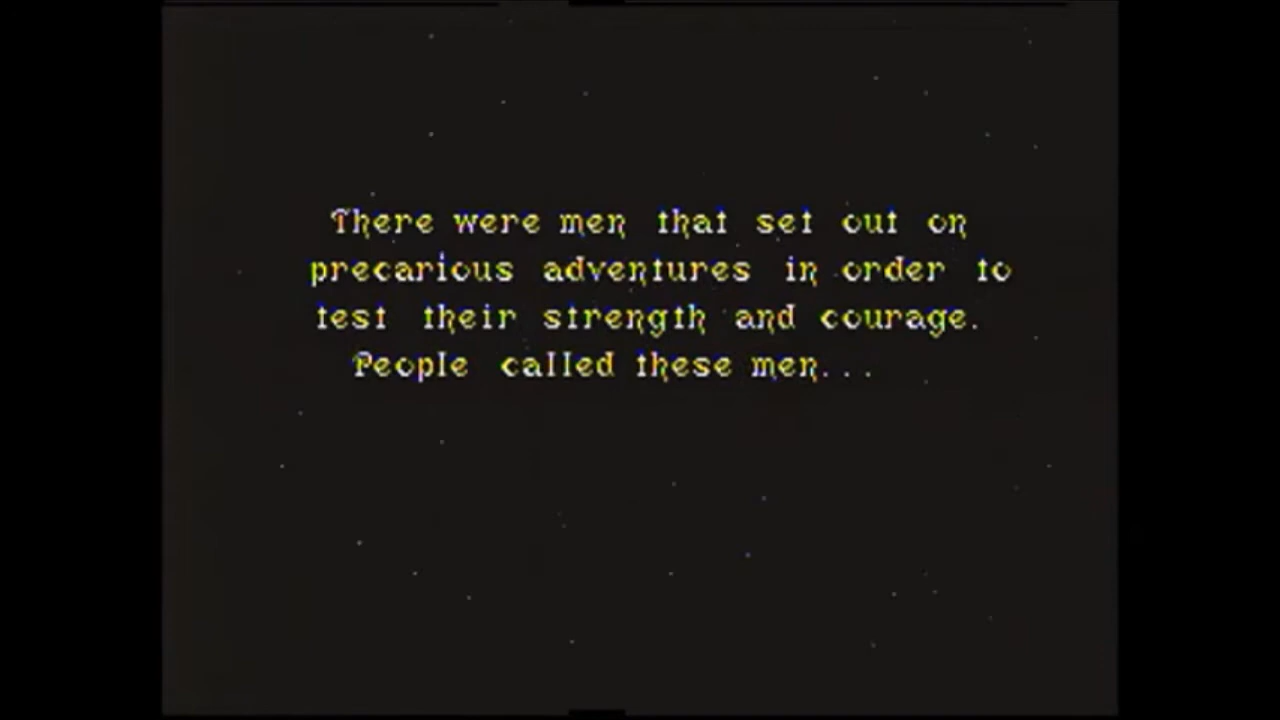 There were men that set out on
precarious adventures in order to
test their strength and courage.
People called these men...